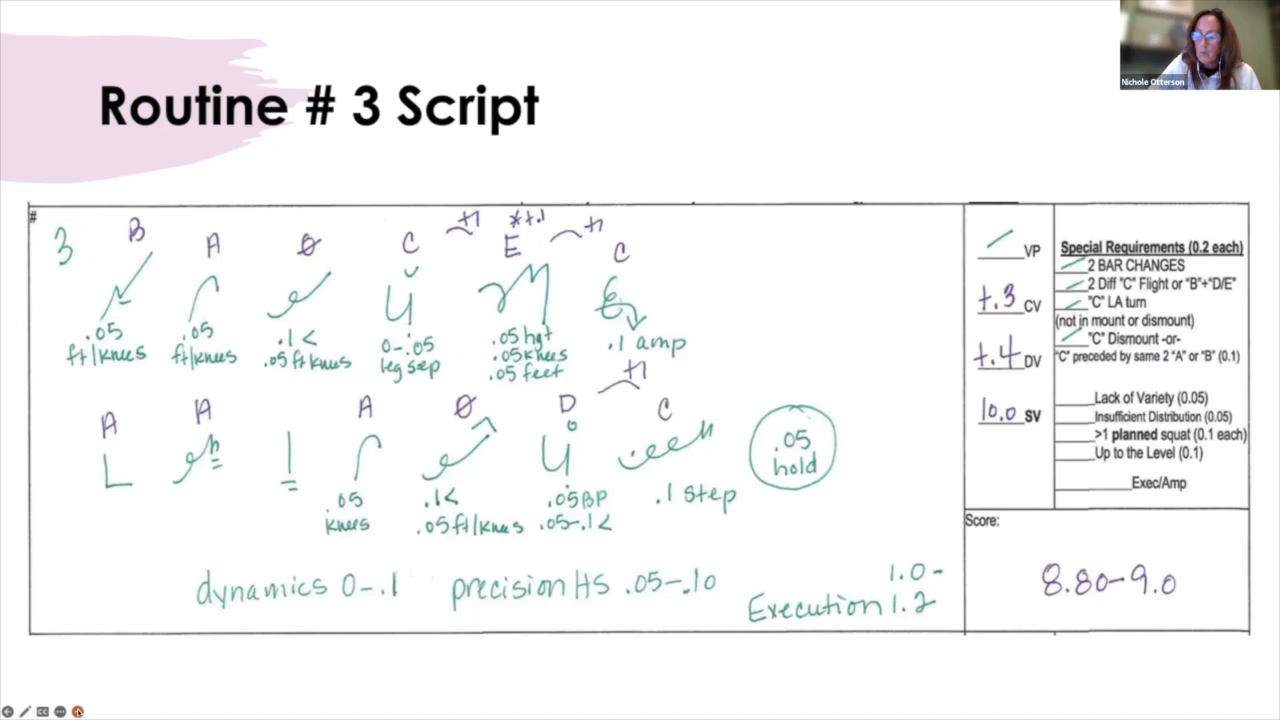 Nichole Otterson
Routine # 3 Script
#
3 B A Ø C +1 E *+.1 +1 C
.05 ft/knees
.05 ft/knees
.1<
.05 ft/knees
0-.05
leg sep
.05 hgt
.05 knees
.05 feet
.1 amp
A A A Ø D +1 C
.05
knees
.1<
.05 ft/knees
.05 BP
.05-.1<
.1 step
.05
hold
dynamics 0-.1 precision HS .05-.10
1.0-
Execution 1.2
VP
+.3 CV
+.4 DV
10.0 SV
Special Requirements (0.2 each)
2 BAR CHANGES
2 Diff "C" Flight or "B"+"D/E"
"C" LA turn
(not in mount or dismount)
"C" Dismount -or-
"C" preceded by same 2 "A" or "B" (0.1)
Lack of Variety (0.05)
Insufficient Distribution (0.05)
>1 planned squat (0.1 each)
Up to the Level (0.1)
Exec/Amp
Score:
8.80-9.0